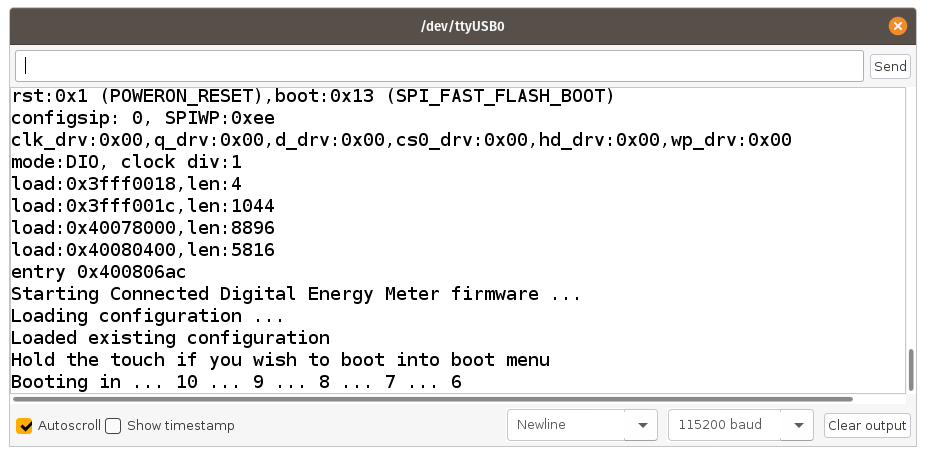 /dev/ttyUSB0
Send
rst:0x1 (POWERON_RESET),boot:0x13 (SPI_FAST_FLASH_BOOT)
configsip: 0, SPIWP:0xee
clk_drv:0x00,q_drv:0x00,d_drv:0x00,cs0_drv:0x00,hd_drv:0x00,wp_drv:0x00
mode:DIO, clock div:1
load:0x3fff0018,len:4
load:0x3fff001c,len:1044
load:0x40078000,len:8896
load:0x40080400,len:5816
entry 0x400806ac
Starting Connected Digital Energy Meter firmware ...
Loading configuration ...
Loaded existing configuration
Hold the touch if you wish to boot into boot menu
Booting in ... 10 ... 9 ... 8 ... 7 ... 6
Autoscroll Show timestamp Newline 115200 baud Clear output